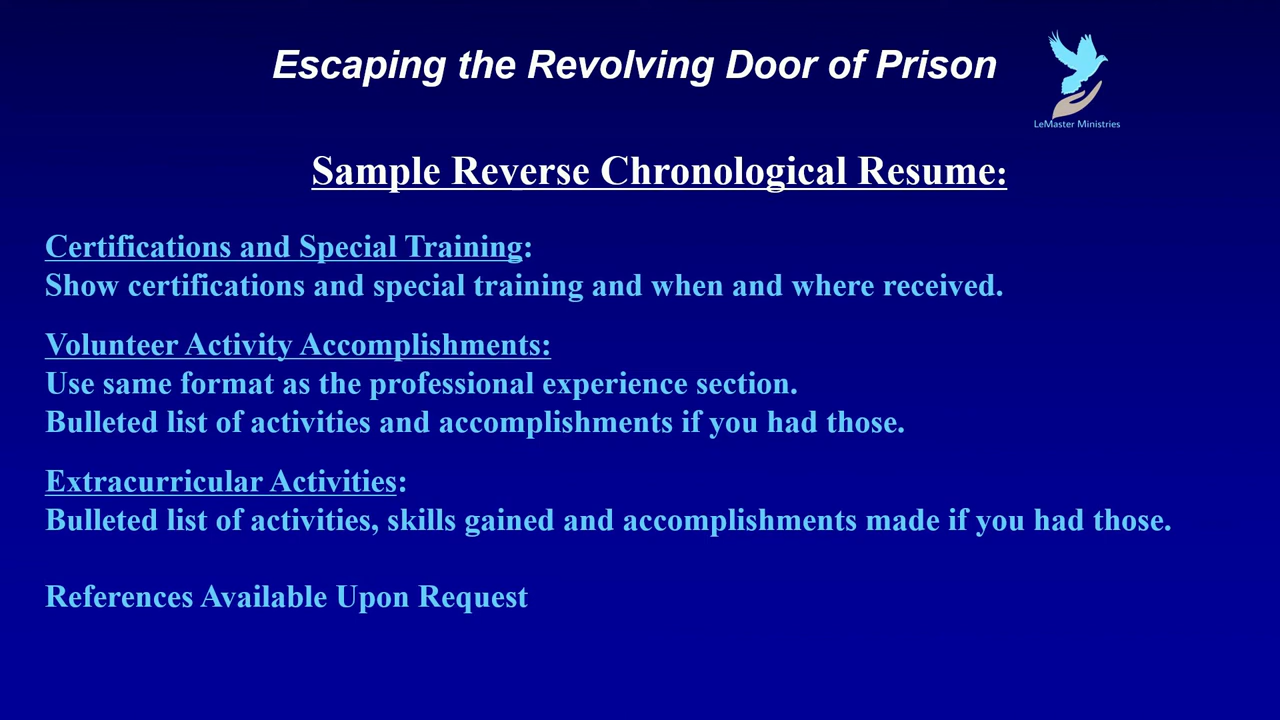 Escaping the Revolving Door of Prison
LeMaster Ministries
Sample Reverse Chronological Resume:
Certifications and Special Training:
Show certifications and special training and when and where received.
Volunteer Activity Accomplishments:
Use same format as the professional experience section.
Bulleted list of activities and accomplishments if you had those.
Extracurricular Activities:
Bulleted list of activities, skills gained and accomplishments made if you had those.
References Available Upon Request